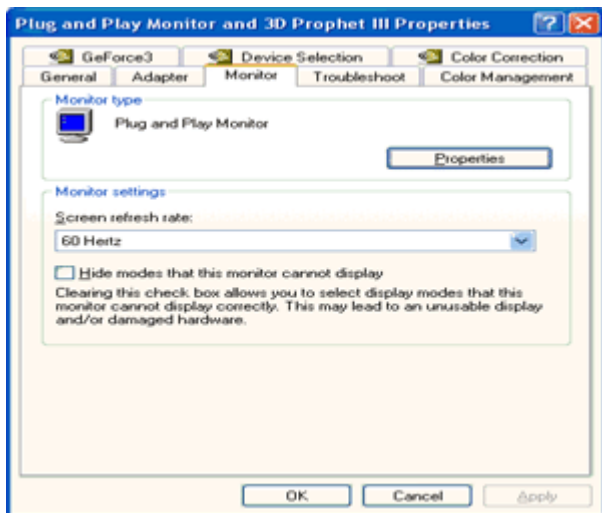 Plug and Play Monitor and 3D Prophet III Properties
GeForce3 Device Selection Color Correction
General Adapter Monitor Troubleshoot Color Management
Monitor type
Plug and Play Monitor
Properties
Monitor settings
Screen refresh rate:
60 Hertz
Hide modes that this monitor cannot display
Clearing this check box allows you to select display modes that this
monitor cannot display correctly. This may lead to an unusable display
and/or damaged hardware.
OK Cancel Apply